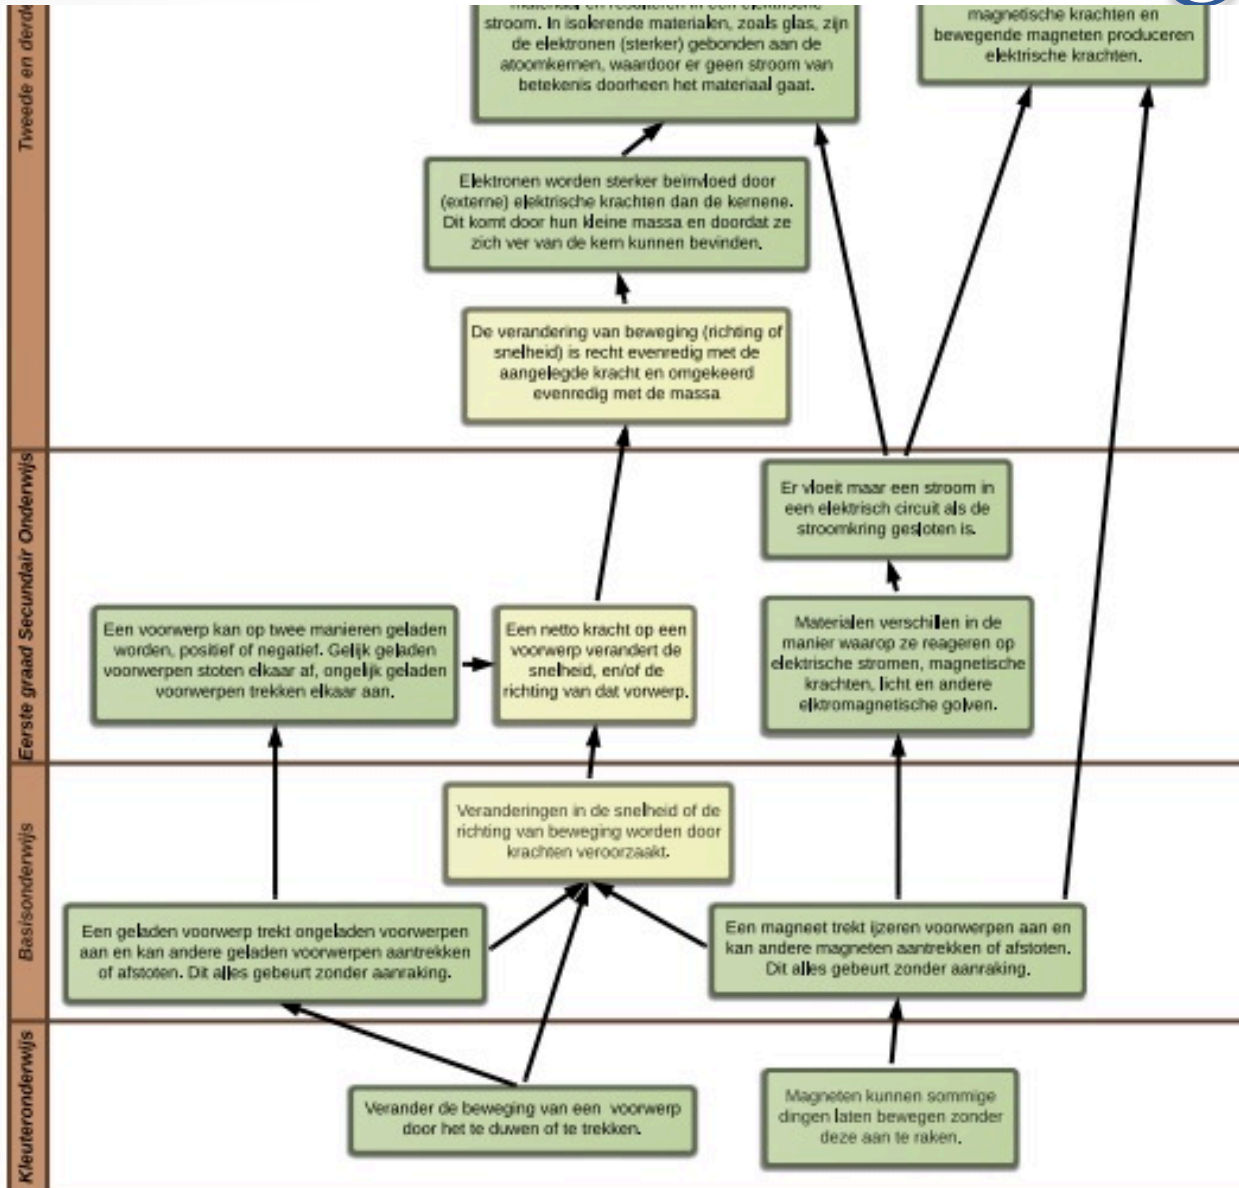 Tweede en derde
stroom. In isolerende materialen, zoals glas, zijn
de elektronen (sterker) gebonden aan de
atoomkernen, waardoor er geen stroom van
betekenis doorheen het materiaal gaat.
magnetische krachten en
bewegende magneten produceren
elektrische krachten.
Elektronen worden sterker beïnvloed door
(externe) elektrische krachten dan de kernene.
Dit komt door hun kleine massa en doordat ze
zich ver van de kern kunnen bevinden.
De verandering van beweging (richting of
snelheid) is recht evenredig met de
aangelegde kracht en omgekeerd
evenredig met de massa
Eerste graad Secundair Onderwijs
Er vloeit maar een stroom in
een elektrisch circuit als de
stroomkring gesloten is.
Een voorwerp kan op twee manieren geladen
worden, positief of negatief. Gelijk geladen
voorwerpen stoten elkaar af, ongelijk geladen
voorwerpen trekken elkaar aan.
Een netto kracht op een
voorwerp verandert de
snelheid, en/of de
richting van dat vorwerp.
Materialen verschillen in de
manier waarop ze reageren op
elektrische stromen, magnetische
krachten, licht en andere
elktromagnetische golven.
Basisonderwijs
Veranderingen in de snelheid of de
richting van beweging worden door
krachten veroorzaakt.
Een geladen voorwerp trekt ongeladen voorwerpen
aan en kan andere geladen voorwerpen aantrekken
of afstoten. Dit alles gebeurt zonder aanraking.
Een magneet trekt ijzeren voorwerpen aan en
kan andere magneten aantrekken of afstoten.
Dit alles gebeurt zonder aanraking.
Kleuteronderwijs
Verander de beweging van een voorwerp
door het te duwen of te trekken.
Magneten kunnen sommige
dingen laten bewegen zonder
deze aan te raken.